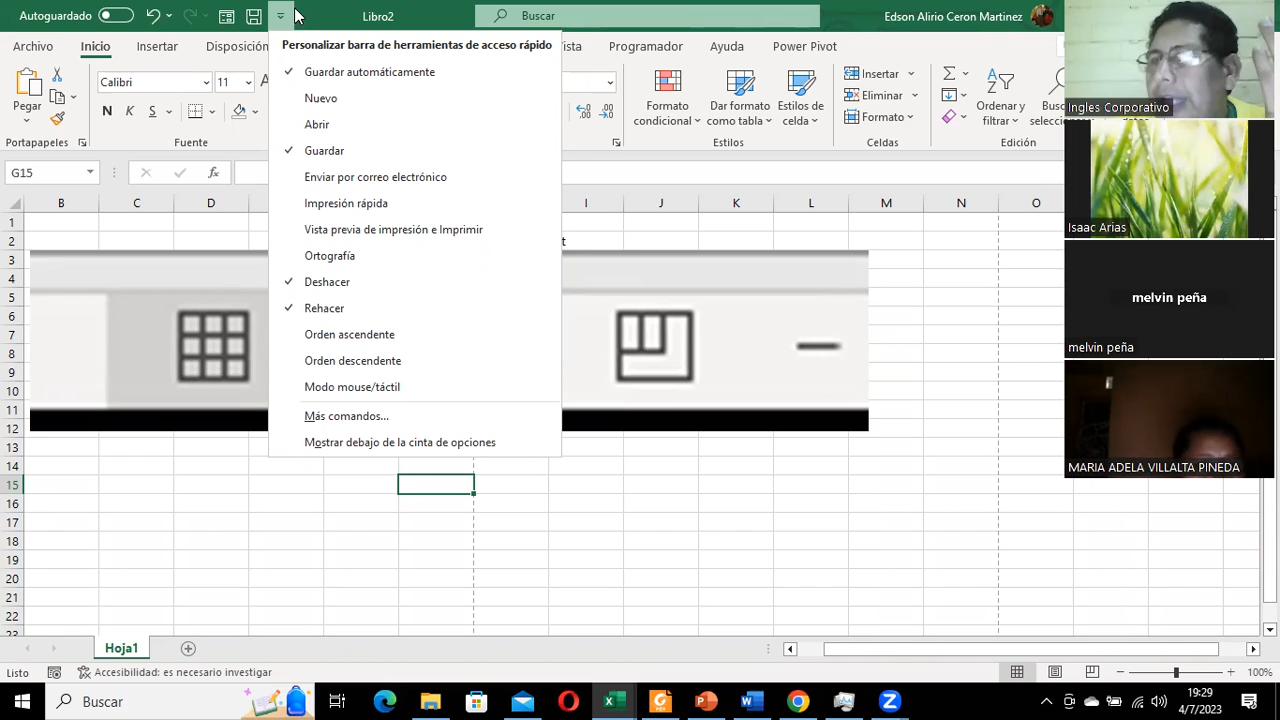 Autoguardado
Libro2
Buscar
Edson Alirio Ceron Martinez
Archivo
Inicio
Insertar
Disposición
Programador
Ayuda
Power Pivot
Personalizar barra de herramientas de acceso rápido
Guardar automáticamente
Nuevo
Abrir
Guardar
Enviar por correo electrónico
Impresión rápida
Vista previa de impresión e Imprimir
Ortografía
Deshacer
Rehacer
Orden ascendente
Orden descendente
Modo mouse/táctil
Más comandos...
Mostrar debajo de la cinta de opciones
Pegar
Calibri
11
N K S
Portapapeles
Fuente
Formato condicional
Dar formato como tabla
Estilos de celda
Estilos
Insertar
Eliminar
Formato
Celdas
Ordenar y filtrar
Edición
G15
fx
B C D I J K L M N O
1
2
3
4
5
6
7
8
9
10
11
12
13
14
15
16
17
18
19
20
21
22
23
Hoja1
Listo
Accesibilidad: es necesario investigar
100%
Buscar
19:29
4/7/2023
Ingles Corporativo
Isaac Arias
melvin peña
melvin peña
MARIA ADELA VILLALTA PINEDA